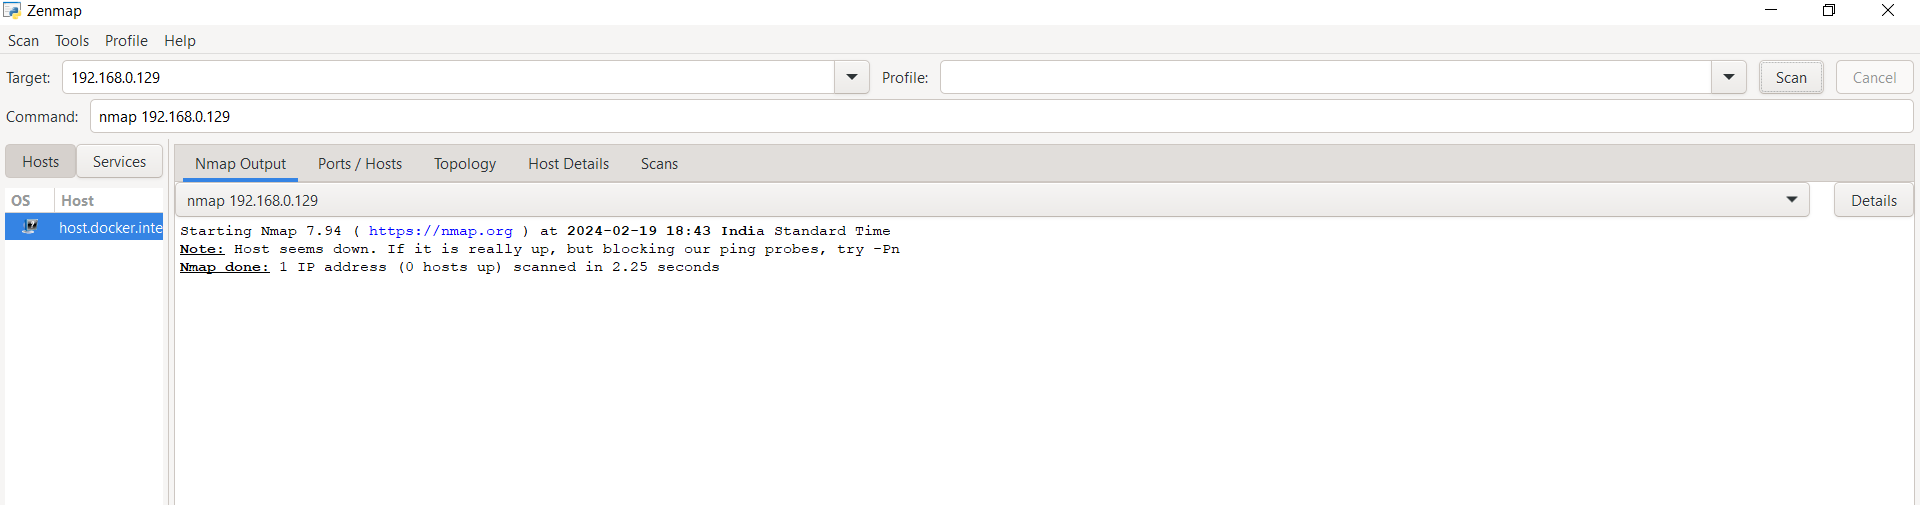 Zenmap
Scan Tools Profile Help
Target: 192.168.0.129 Profile: Scan Cancel
Command: nmap 192.168.0.129
Hosts Services Nmap Output Ports / Hosts Topology Host Details Scans
OS Host nmap 192.168.0.129 Details
host.docker.inte
Starting Nmap 7.94 ( https://nmap.org ) at 2024-02-19 18:43 India Standard Time
Note: Host seems down. If it is really up, but blocking our ping probes, try -Pn
Nmap done: 1 IP address (0 hosts up) scanned in 2.25 seconds